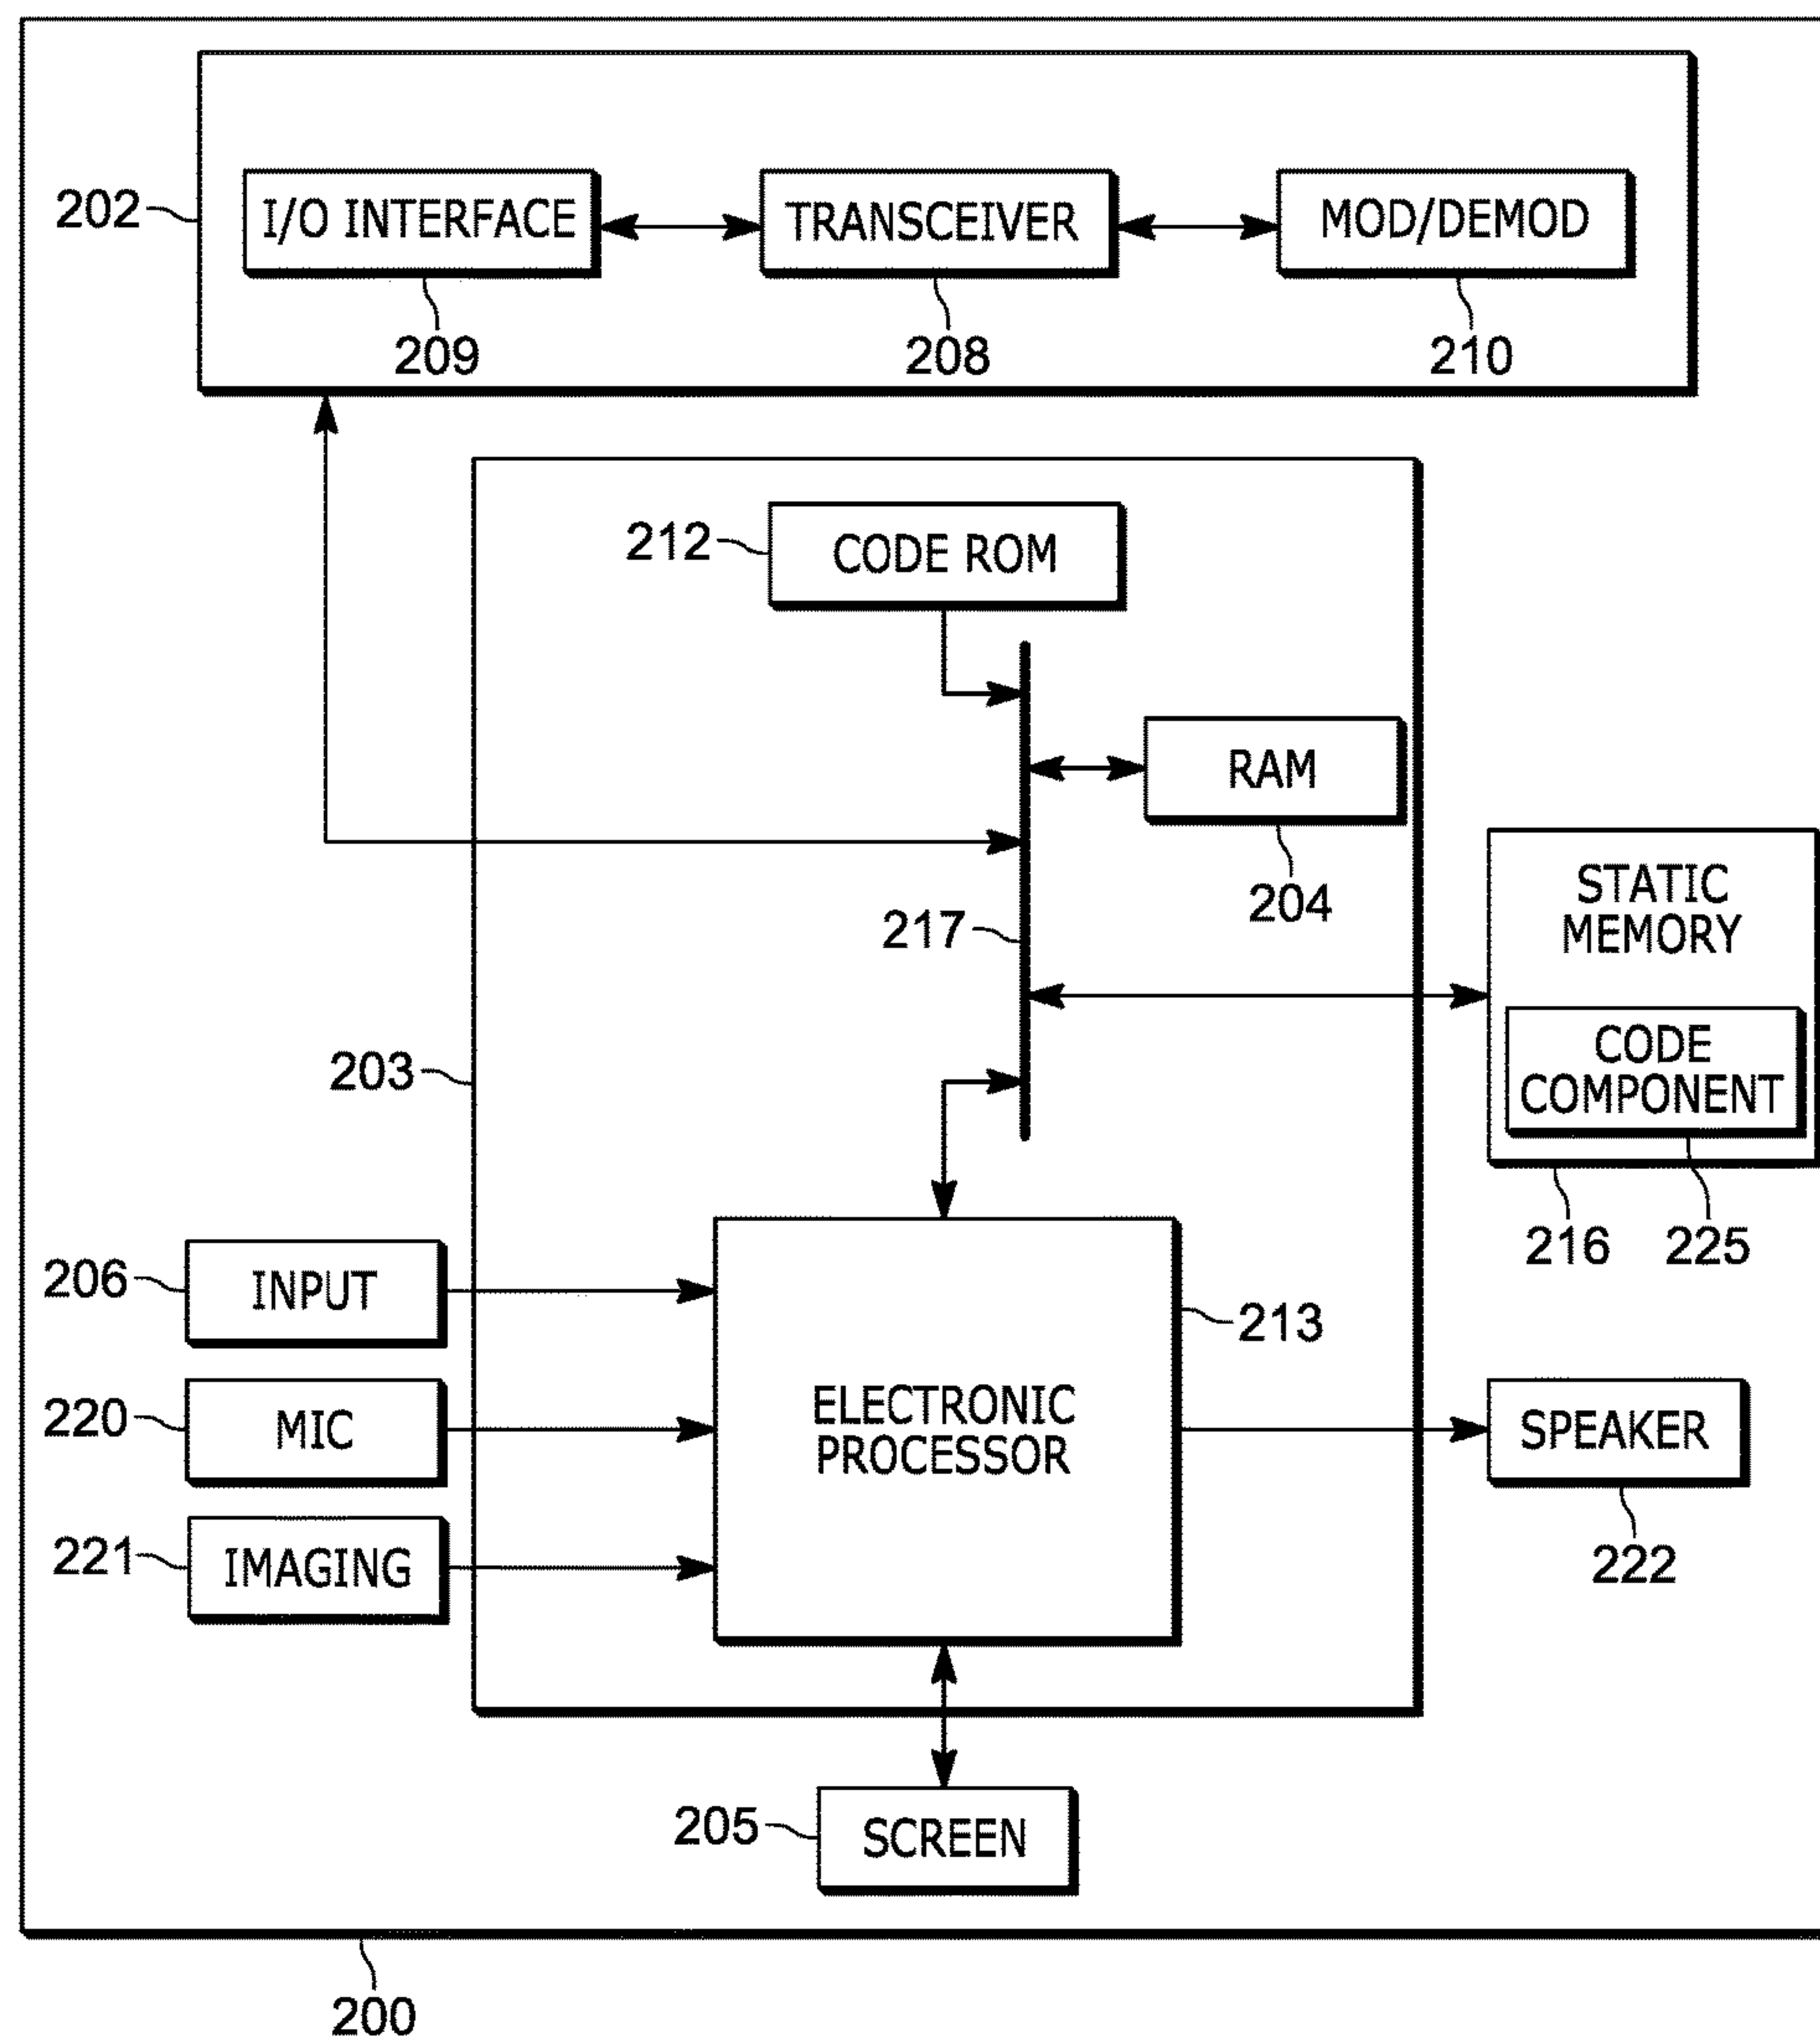 202
I/O INTERFACE
TRANSCEIVER
MOD/DEMOD
209
208
210
212
CODE ROM
RAM
204
217
STATIC
MEMORY
CODE
COMPONENT
203
216
225
206
INPUT
213
220
MIC
ELECTRONIC
PROCESSOR
SPEAKER
221
IMAGING
222
205
SCREEN
200